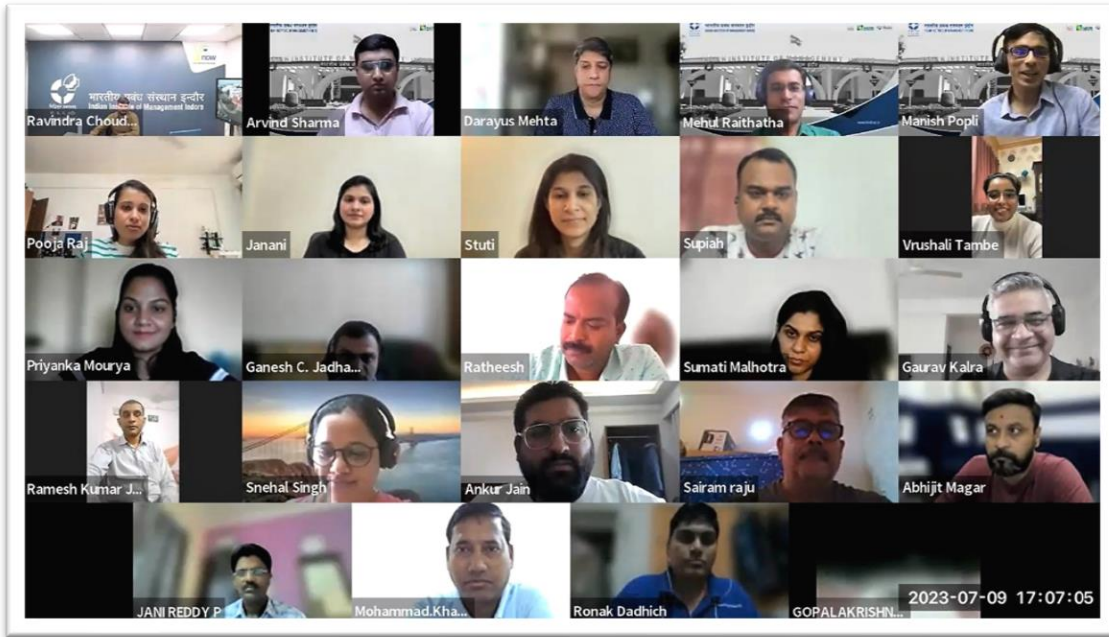 now
भारतीय प्रबंध संस्थान इन्दौर
Indian Institute of Management Indore
Ravindra Choud...
Arvind Sharma
Darayus Mehta
Mehul Raithatha
Manish Popli
Pooja Raj
Janani
Stuti
Supiah
Vrushali Tambe
Priyanka Mourya
Ganesh C. Jadha...
Ratheesh
Sumati Malhotra
Gaurav Kalra
Ramesh Kumar J...
Snehal Singh
Ankur Jain
Sairam raju
Abhijit Magar
JANI REDDY P
Mohammad.Kha...
Ronak Dadhich
GOPALAKRISHN...
2023-07-09 17:07:05